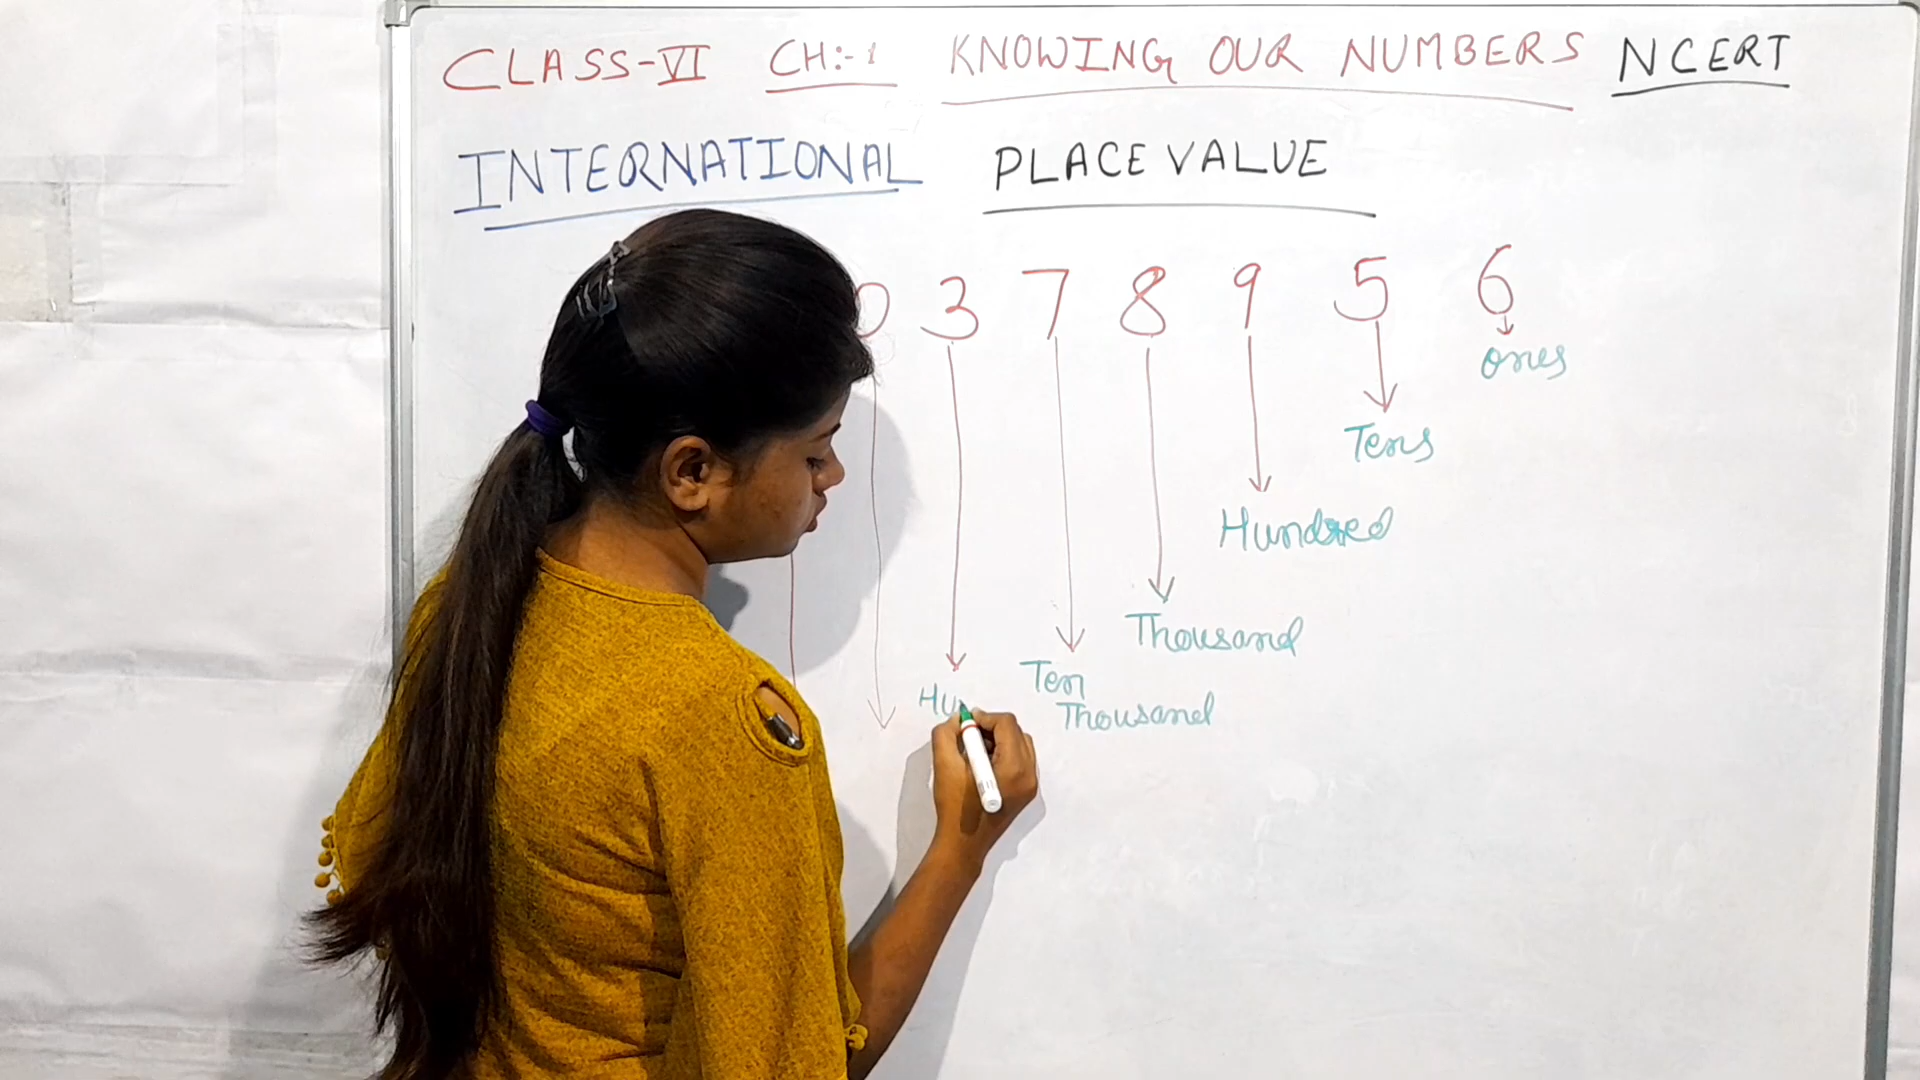 CLASS-VI CH:-1 KNOWING OUR NUMBERS NCERT
INTERNATIONAL PLACE VALUE
0 3 7 8 9 5 6
ones
Tens
Hundred
Thousand
Ten
Thousand
Hu